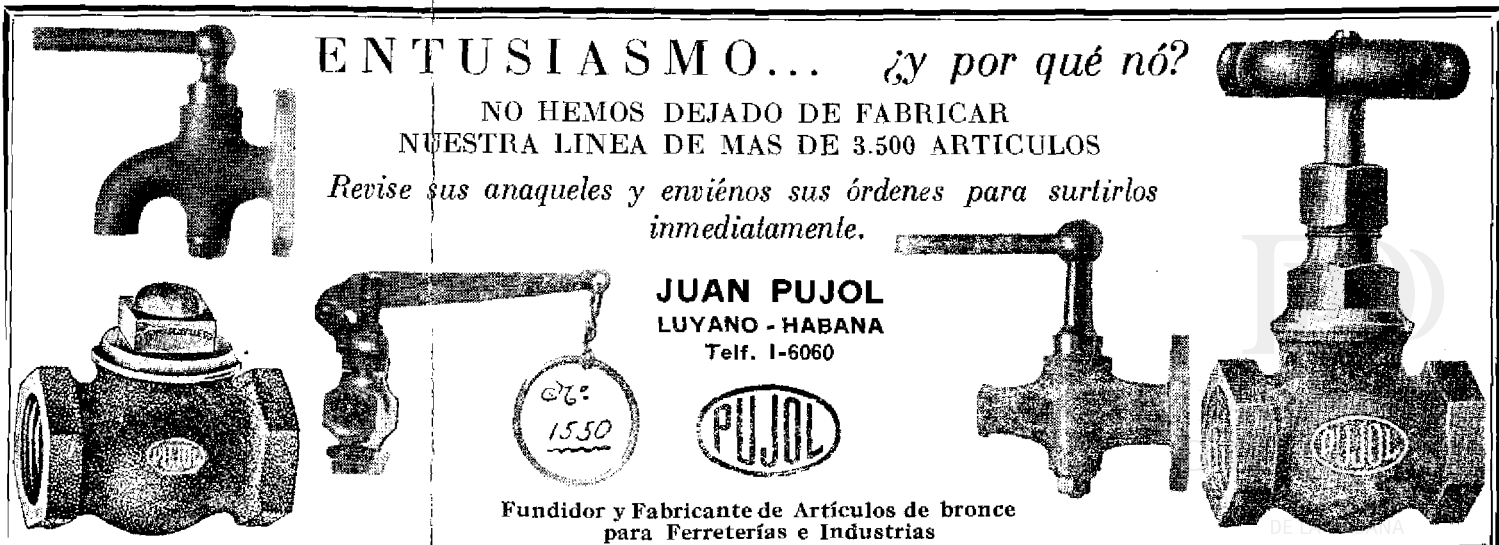 ENTUSIASMO... ¿y por qué nó?
NO HEMOS DEJADO DE FABRICAR
NUESTRA LINEA DE MAS DE 3.500 ARTICULOS
Revise sus anaqueles y enviénos sus órdenes para surtirlos
inmediatamente.
JUAN PUJOL
LUYANO - HABANA
Telf. I-6060
1550
PUJOL
PUJOL
PUJOL
Fundidor y Fabricante de Artículos de bronce
para Ferreterías e Industrias